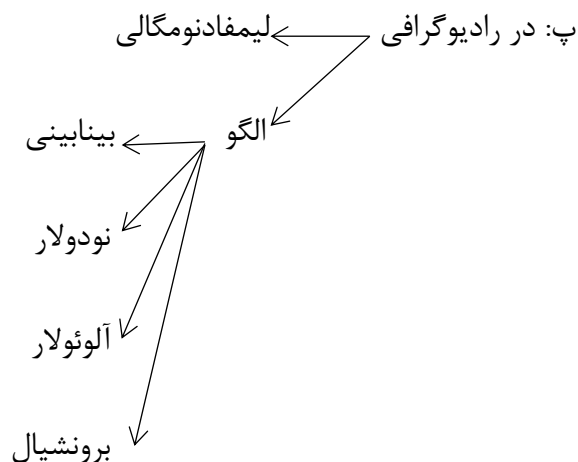 پ: در رادیوگرافی لیمفادنومگالی
الگو بینابینی
نودولار
آلوئولار
برونشیال